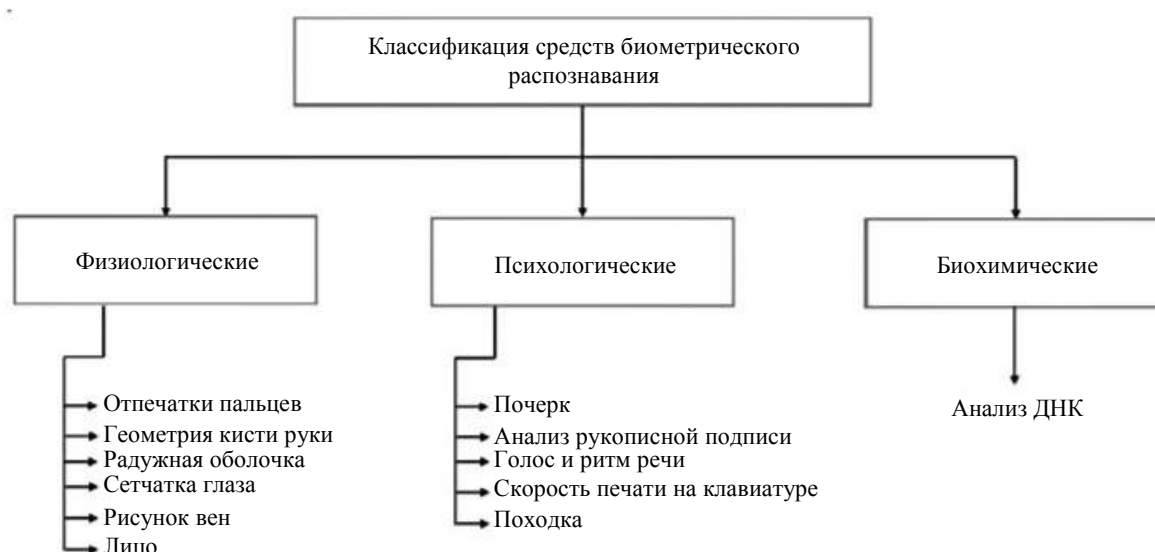 Классификация средств биометрического
распознавания
Физиологические
Психологические
Биохимические
Отпечатки пальцев
Геометрия кисти руки
Радужная оболочка
Сетчатка глаза
Рисунок вен
Лицо
Почерк
Анализ рукописной подписи
Голос и ритм речи
Скорость печати на клавиатуре
Походка
Анализ ДНК